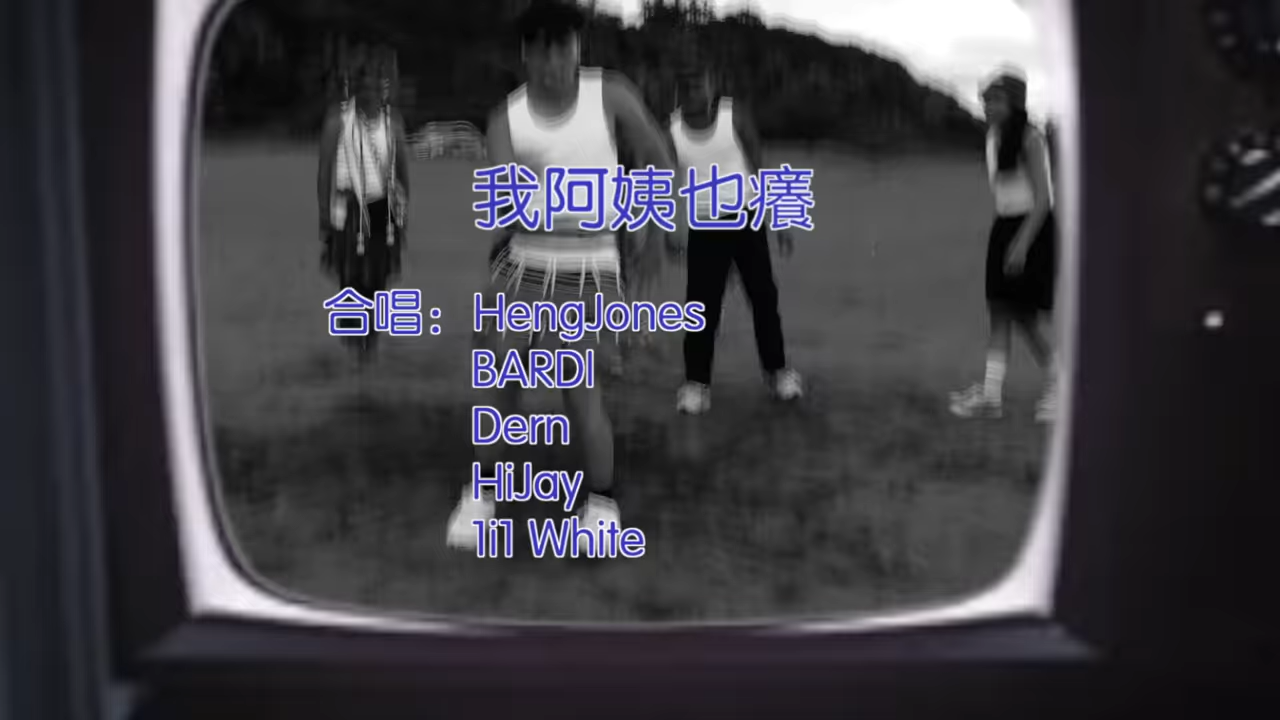 我阿姨也癢
合唱：HengJones
BARDI
Dern
HiJay
1i1 White